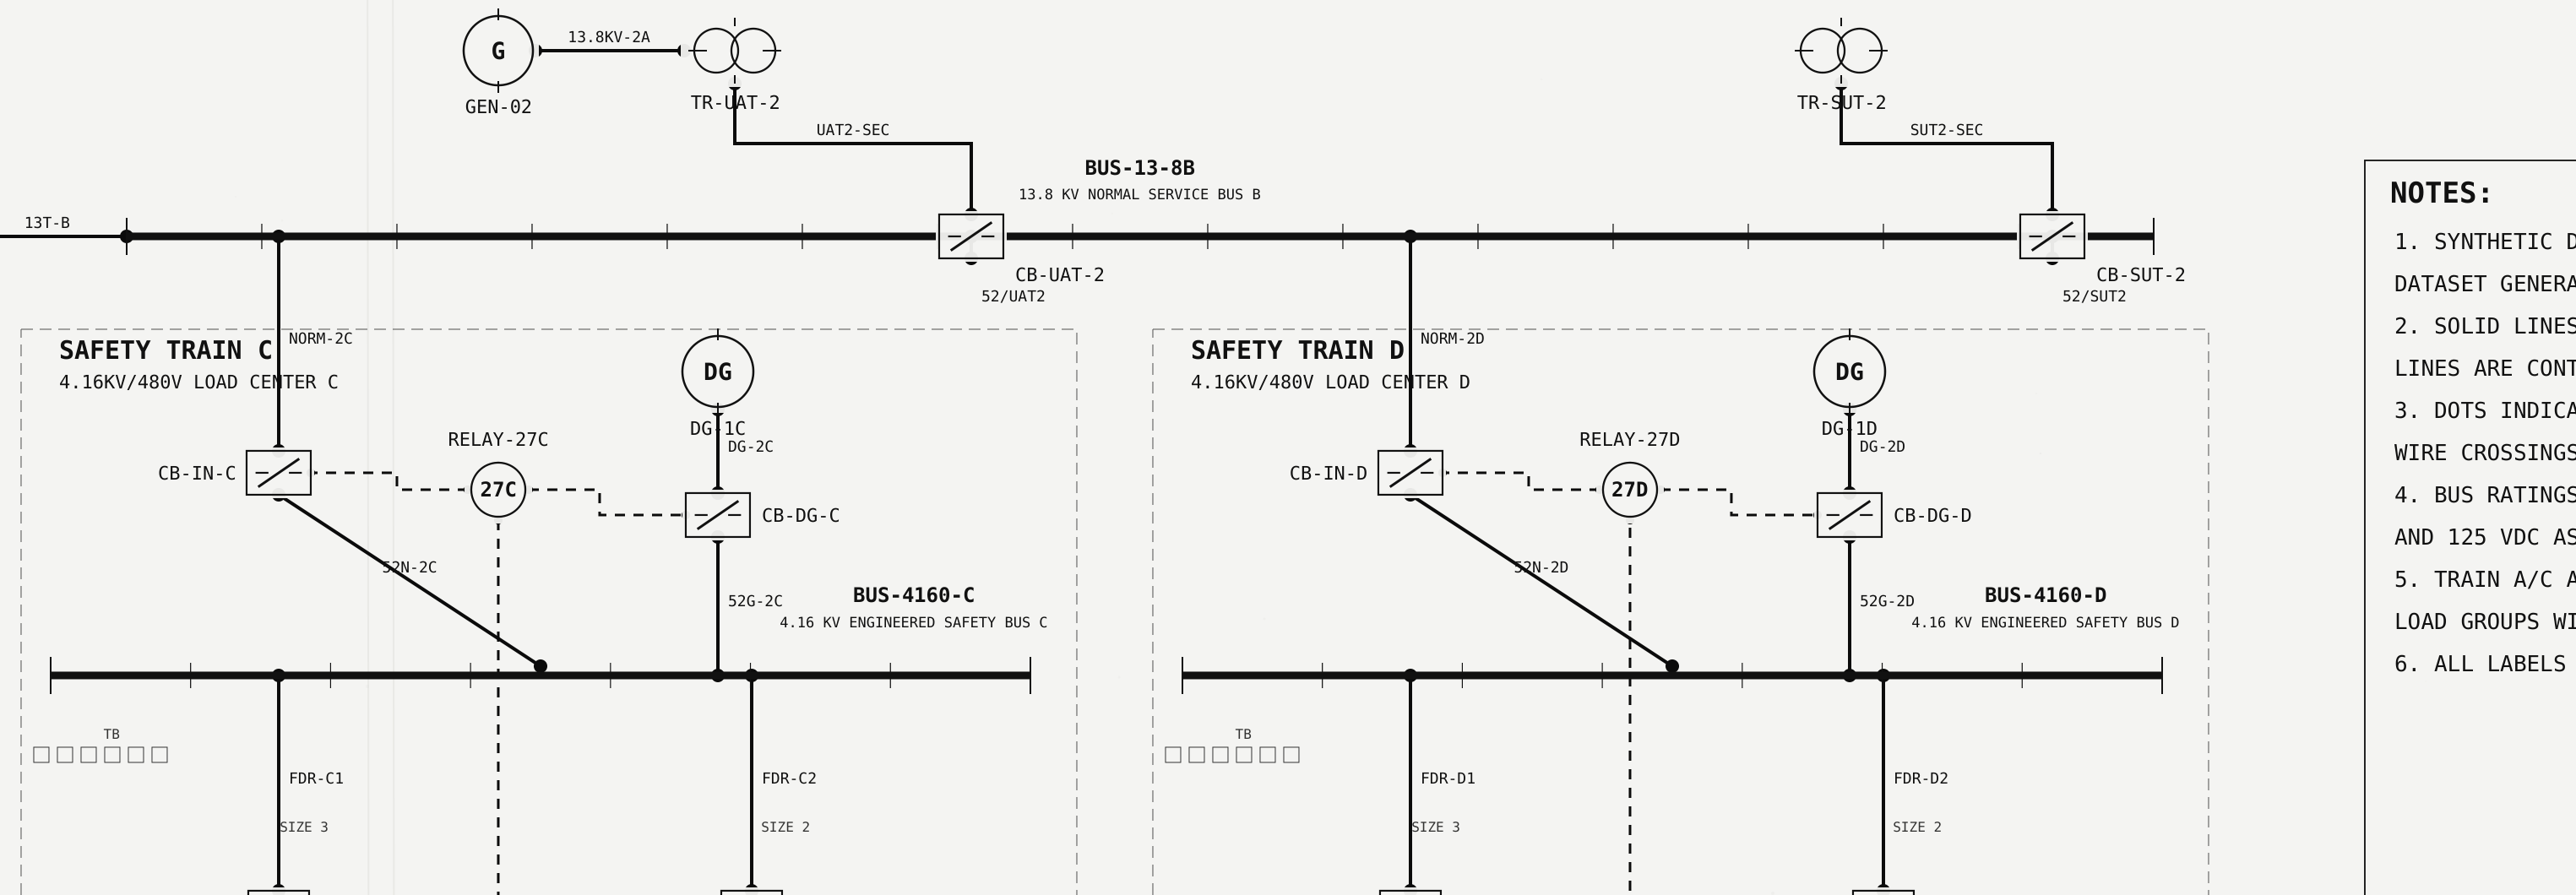 G
13.8KV-2A
GEN-02
TR-UAT-2
TR-SUT-2
UAT2-SEC
SUT2-SEC
BUS-13-8B
13.8 KV NORMAL SERVICE BUS B
13T-B
CB-UAT-2
52/UAT2
CB-SUT-2
52/SUT2
SAFETY TRAIN C
4.16KV/480V LOAD CENTER C
NORM-2C
DG
DG-1C
DG-2C
RELAY-27C
CB-IN-C
27C
CB-DG-C
52N-2C
52G-2C
BUS-4160-C
4.16 KV ENGINEERED SAFETY BUS C
TB
FDR-C1
FDR-C2
SIZE 3
SIZE 2
SAFETY TRAIN D
4.16KV/480V LOAD CENTER D
NORM-2D
DG
DG-1D
DG-2D
RELAY-27D
CB-IN-D
27D
CB-DG-D
52N-2D
52G-2D
BUS-4160-D
4.16 KV ENGINEERED SAFETY BUS D
TB
FDR-D1
FDR-D2
SIZE 3
SIZE 2
NOTES:
1. SYNTHETIC
DATASET
2. SOLID LINES
LINES ARE
3. DOTS
WIRE CROSSINGS
4. BUS RATINGS
AND 125 VDC
5. TRAIN A/C
LOAD GROUPS
6. ALL LABELS